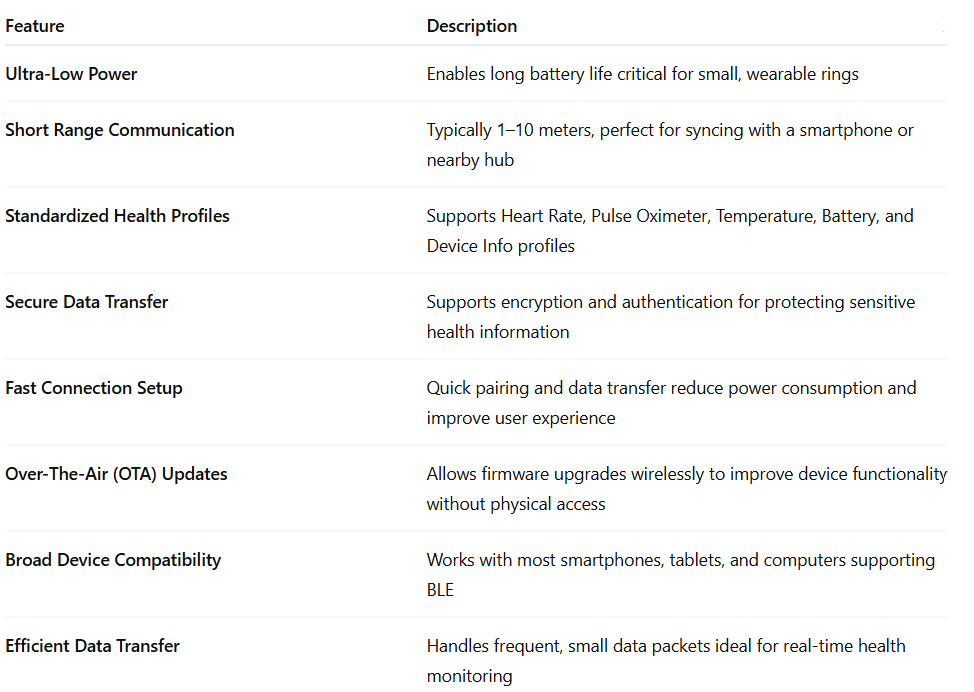 Feature Description
Ultra-Low Power Enables long battery life critical for small, wearable rings
Short Range Communication Typically 1–10 meters, perfect for syncing with a smartphone or
nearby hub
Standardized Health Profiles Supports Heart Rate, Pulse Oximeter, Temperature, Battery, and
Device Info profiles
Secure Data Transfer Supports encryption and authentication for protecting sensitive
health information
Fast Connection Setup Quick pairing and data transfer reduce power consumption and
improve user experience
Over-The-Air (OTA) Updates Allows firmware upgrades wirelessly to improve device functionality
without physical access
Broad Device Compatibility Works with most smartphones, tablets, and computers supporting
BLE
Efficient Data Transfer Handles frequent, small data packets ideal for real-time health
monitoring